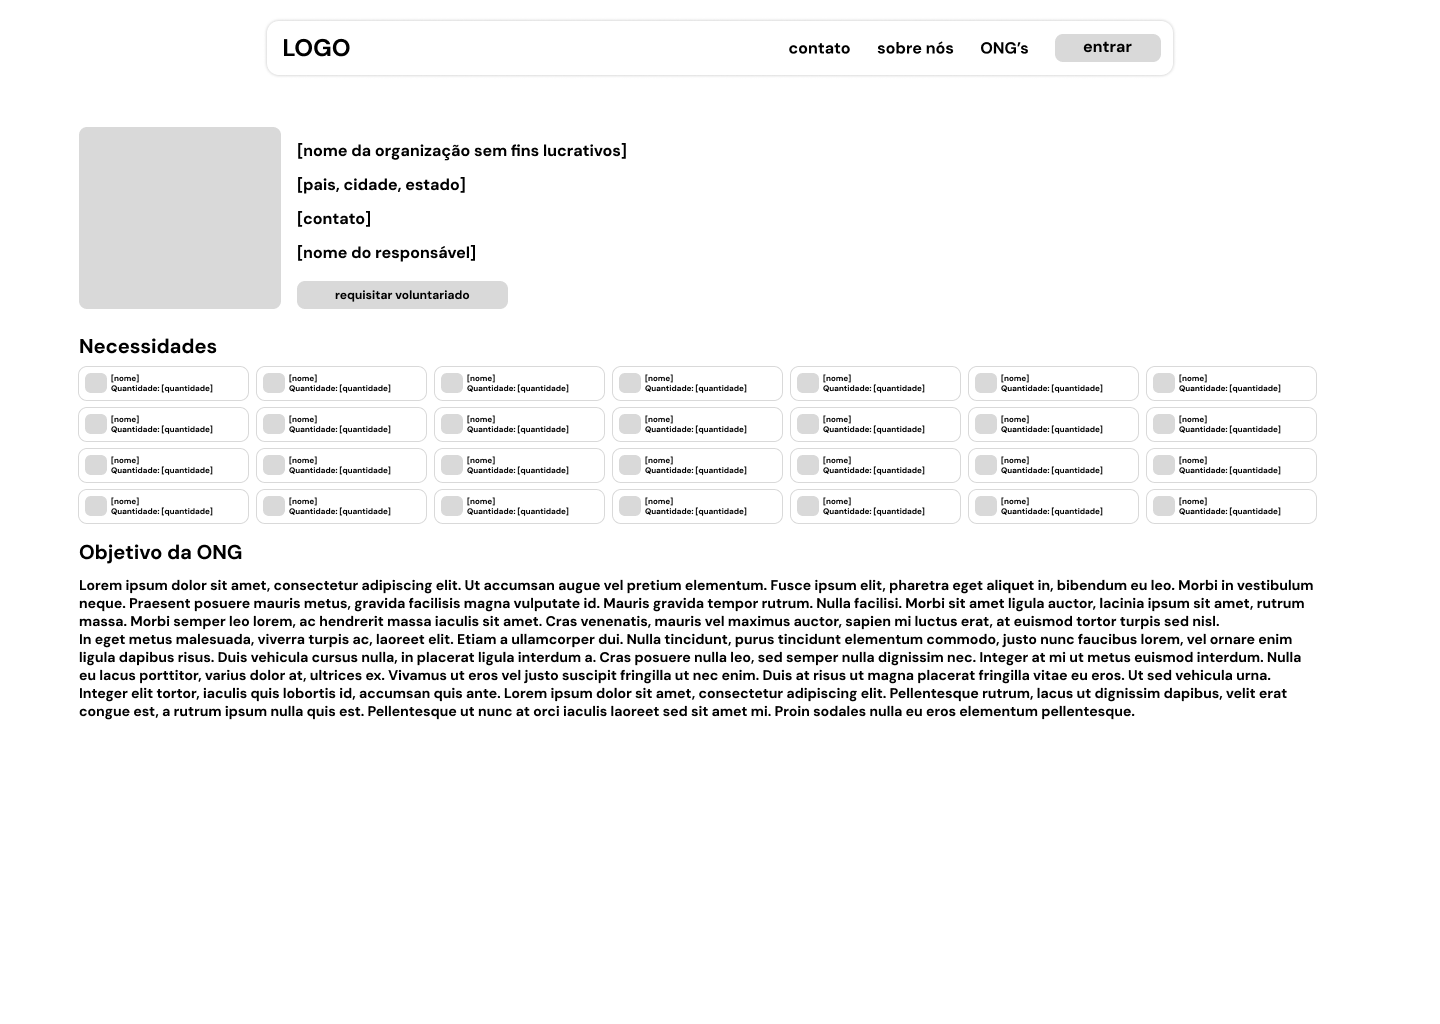 LOGO contato sobre nós ONG’s entrar
[nome da organização sem fins lucrativos]
[pais, cidade, estado]
[contato]
[nome do responsável]
requisitar voluntariado
Necessidades
[nome] [nome] [nome] [nome] [nome] [nome] [nome]
Quantidade: [quantidade] Quantidade: [quantidade] Quantidade: [quantidade] Quantidade: [quantidade] Quantidade: [quantidade] Quantidade: [quantidade] Quantidade: [quantidade]
[nome] [nome] [nome] [nome] [nome] [nome] [nome]
Quantidade: [quantidade] Quantidade: [quantidade] Quantidade: [quantidade] Quantidade: [quantidade] Quantidade: [quantidade] Quantidade: [quantidade] Quantidade: [quantidade]
[nome] [nome] [nome] [nome] [nome] [nome] [nome]
Quantidade: [quantidade] Quantidade: [quantidade] Quantidade: [quantidade] Quantidade: [quantidade] Quantidade: [quantidade] Quantidade: [quantidade] Quantidade: [quantidade]
[nome] [nome] [nome] [nome] [nome] [nome] [nome]
Quantidade: [quantidade] Quantidade: [quantidade] Quantidade: [quantidade] Quantidade: [quantidade] Quantidade: [quantidade] Quantidade: [quantidade] Quantidade: [quantidade]
Objetivo da ONG
Lorem ipsum dolor sit amet, consectetur adipiscing elit. Ut accumsan augue vel pretium elementum. Fusce ipsum elit, pharetra eget aliquet in, bibendum eu leo. Morbi in vestibulum
neque. Praesent posuere mauris metus, gravida facilisis magna vulputate id. Mauris gravida tempor rutrum. Nulla facilisi. Morbi sit amet ligula auctor, lacinia ipsum sit amet, rutrum
massa. Morbi semper leo lorem, ac hendrerit massa iaculis sit amet. Cras venenatis, mauris vel maximus auctor, sapien mi luctus erat, at euismod tortor turpis sed nisl.
In eget metus malesuada, viverra turpis ac, laoreet elit. Etiam a ullamcorper dui. Nulla tincidunt, purus tincidunt elementum commodo, justo nunc faucibus lorem, vel ornare enim
ligula dapibus risus. Duis vehicula cursus nulla, in placerat ligula interdum a. Cras posuere nulla leo, sed semper nulla dignissim nec. Integer at mi ut metus euismod interdum. Nulla
eu lacus porttitor, varius dolor at, ultrices ex. Vivamus ut eros vel justo suscipit fringilla ut nec enim. Duis at risus ut magna placerat fringilla vitae eu eros. Ut sed vehicula urna.
Integer elit tortor, iaculis quis lobortis id, accumsan quis ante. Lorem ipsum dolor sit amet, consectetur adipiscing elit. Pellentesque rutrum, lacus ut dignissim dapibus, velit erat
congue est, a rutrum ipsum nulla quis est. Pellentesque ut nunc at orci iaculis laoreet sed sit amet mi. Proin sodales nulla eu eros elementum pellentesque.